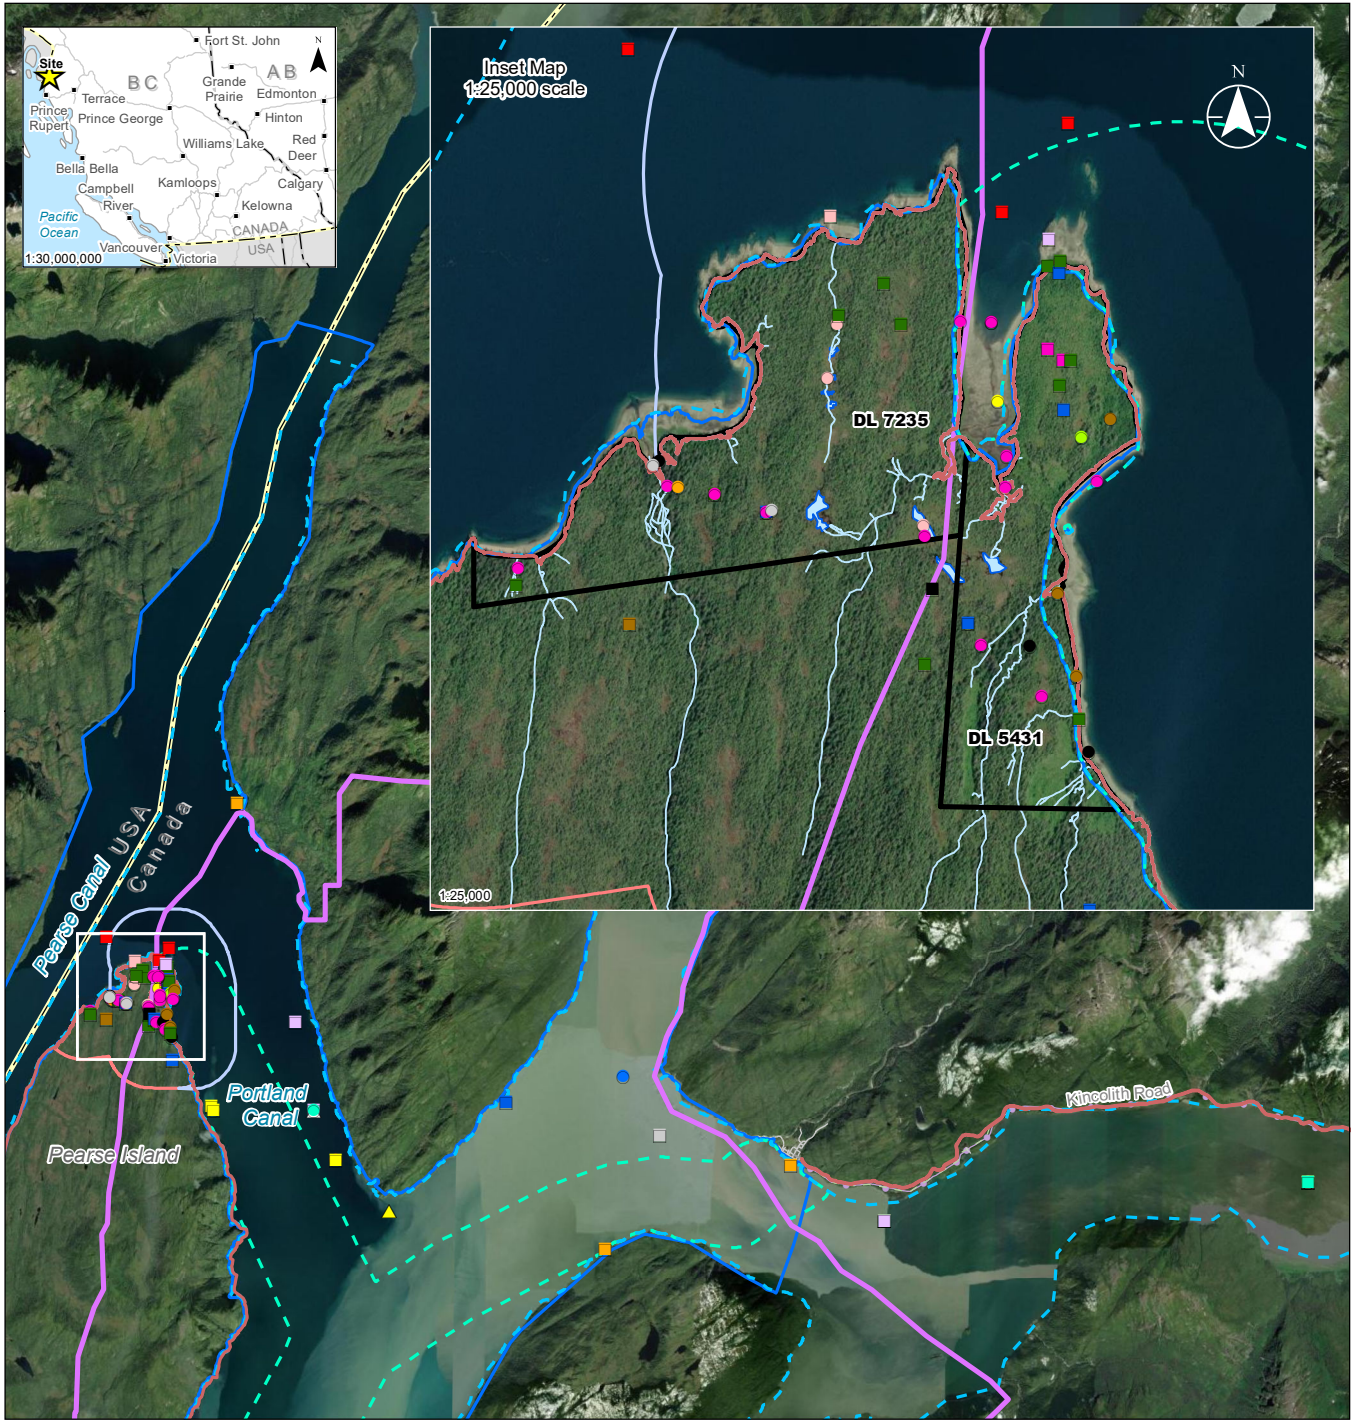 Fort St. John
N
Site
BC
AB
Grande
Prairie
Edmonton
Terrace
Prince
Rupert
Prince George
Hinton
Williams Lake
Red
Deer
Bella Bella
Campbell
River
Kamloops
Calgary
Pacific
Ocean
Kelowna
CANADA
USA
Vancouver
Victoria
1:30,000,000
Inset Map
1:25,000 scale
N
DL 7235
DL 5431
1:25,000
Pearse Canal
USA
Canada
Portland
Canal
Pearse Island
Kincolith Road